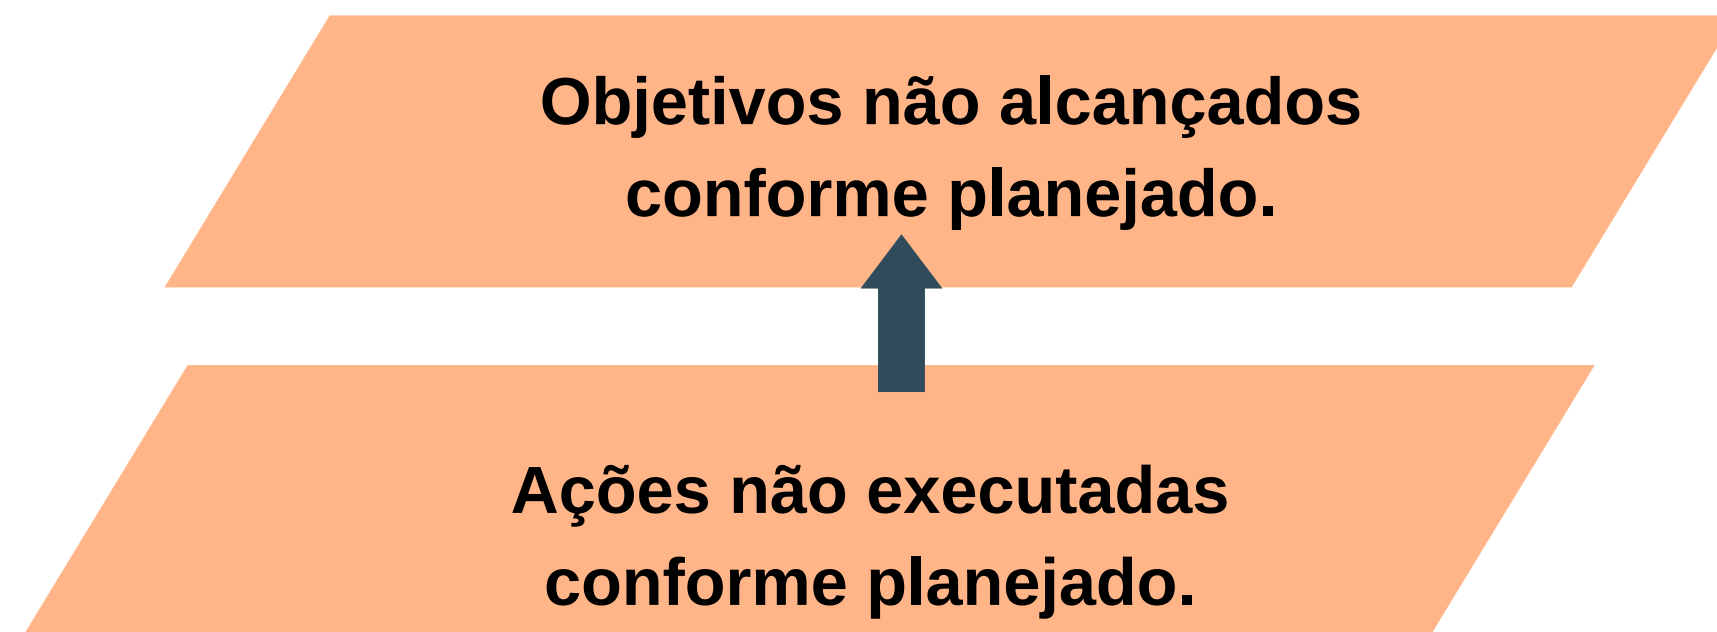 Objetivos não alcançados
conforme planejado.
Ações não executadas
conforme planejado.